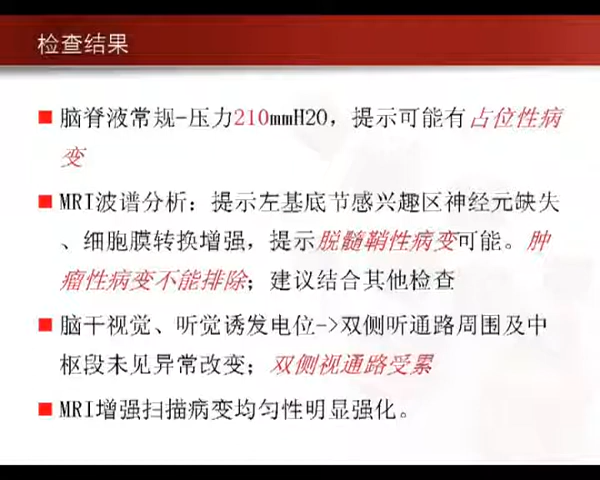 检查结果
脑脊液常规-压力210mmH2O，提示可能有占位性病
变
MRI波谱分析：提示左基底节感兴趣区神经元缺失
、细胞膜转换增强，提示脱髓鞘性病变可能。肿
瘤性病变不能排除；建议结合其他检查
脑干视觉、听觉诱发电位->双侧听通路周围及中
枢段未见异常改变；双侧视通路受累
MRI增强扫描病变均匀性明显强化。